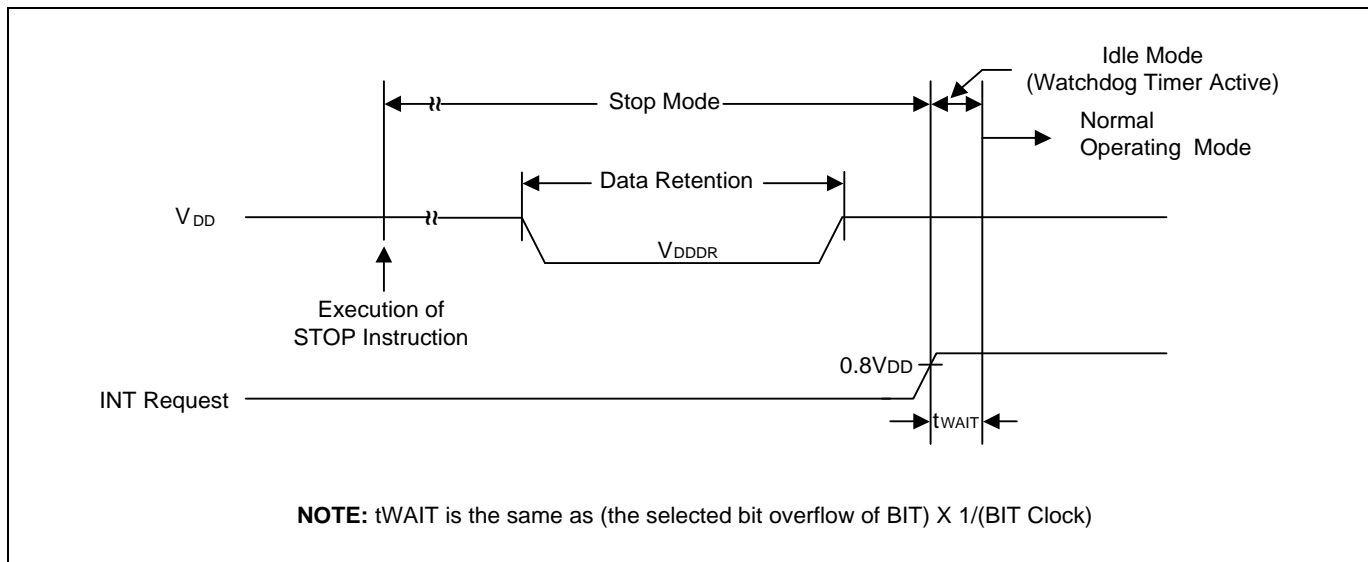 Idle Mode
(Watchdog Timer Active)
Stop Mode
Normal
Operating Mode
Data Retention
VDD
VDDDR
Execution of
STOP Instruction
0.8VDD
INT Request
tWAIT
NOTE: tWAIT is the same as (the selected bit overflow of BIT) X 1/(BIT Clock)